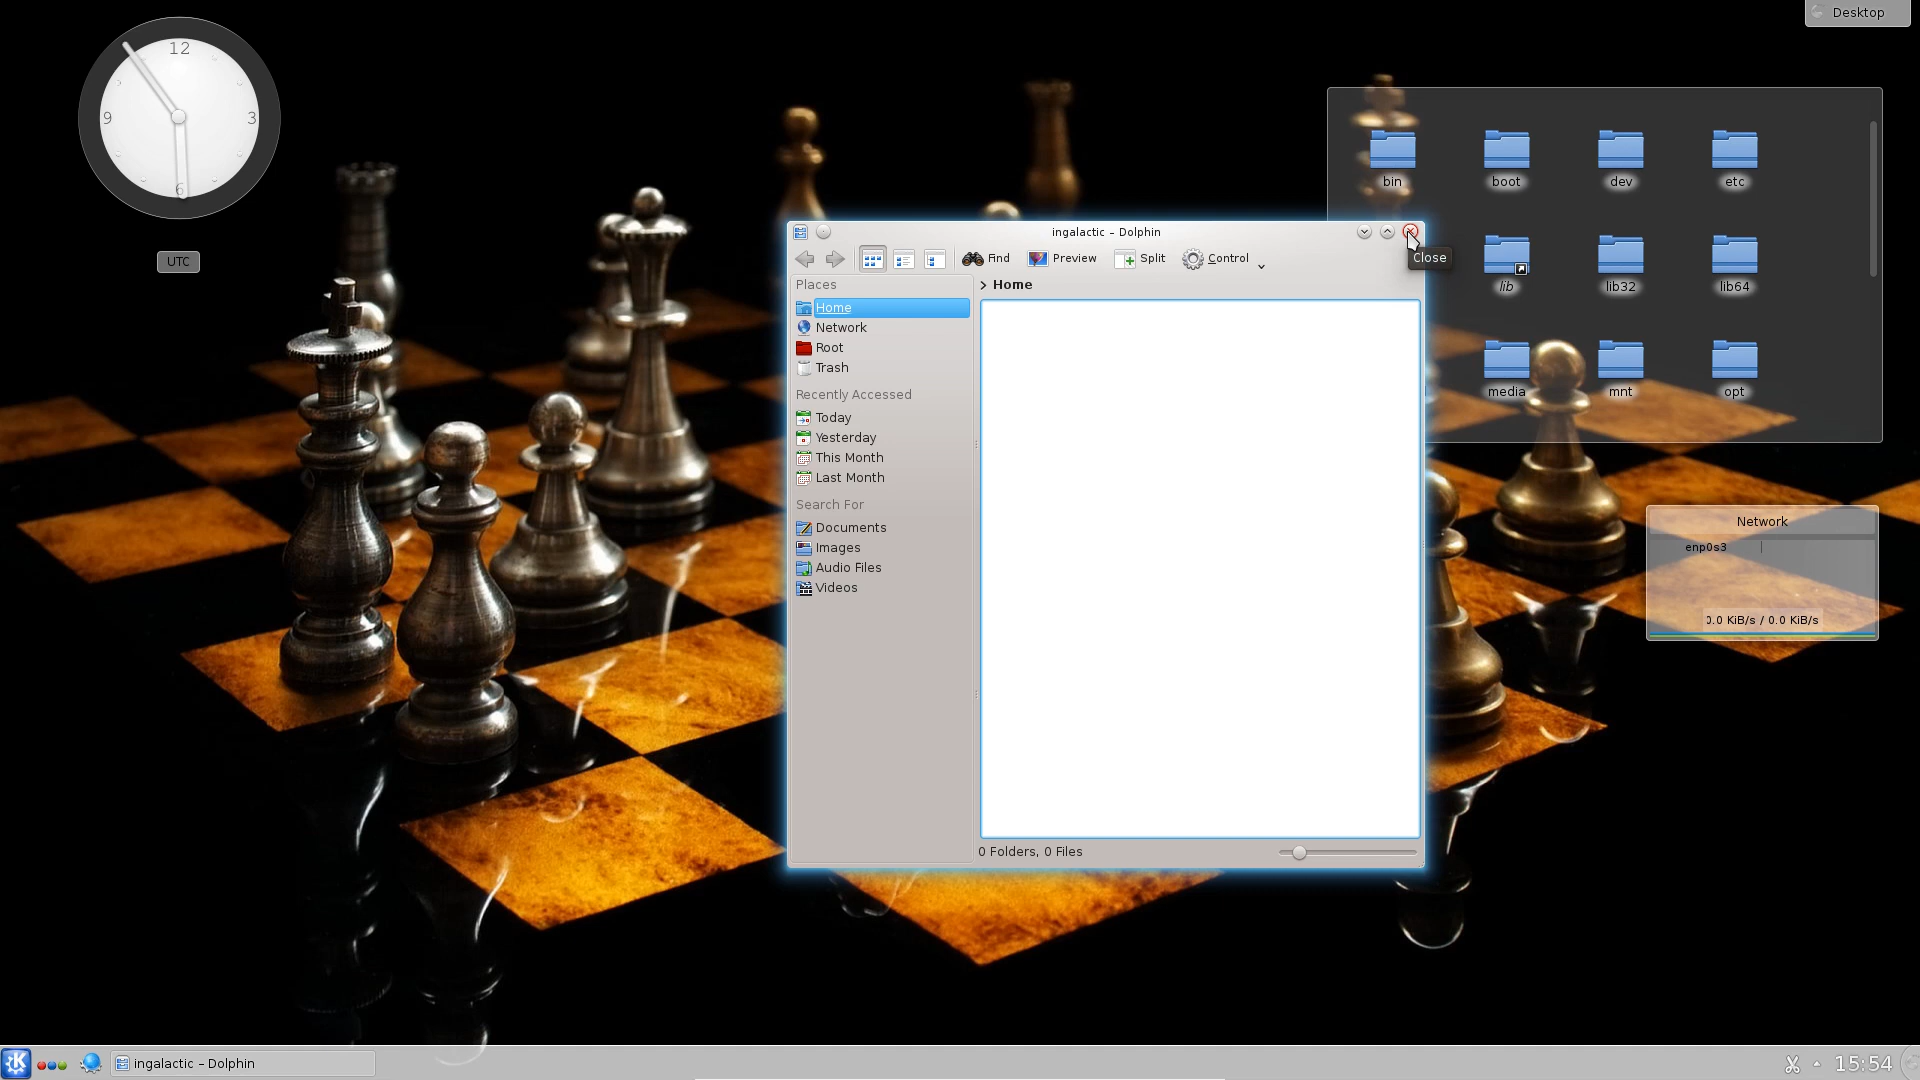 Desktop
12
9
3
6
UTC
bin
boot
dev
etc
lib
lib32
lib64
media
mnt
opt
ingalactic – Dolphin
Find
Preview
Split
Control
Close
Places
Home
Network
Root
Trash
Recently Accessed
Today
Yesterday
This Month
Last Month
Search For
Documents
Images
Audio Files
Videos
> Home
0 Folders, 0 Files
Network
enp0s3
0.0 KiB/s / 0.0 KiB/s
ingalactic – Dolphin
15:54